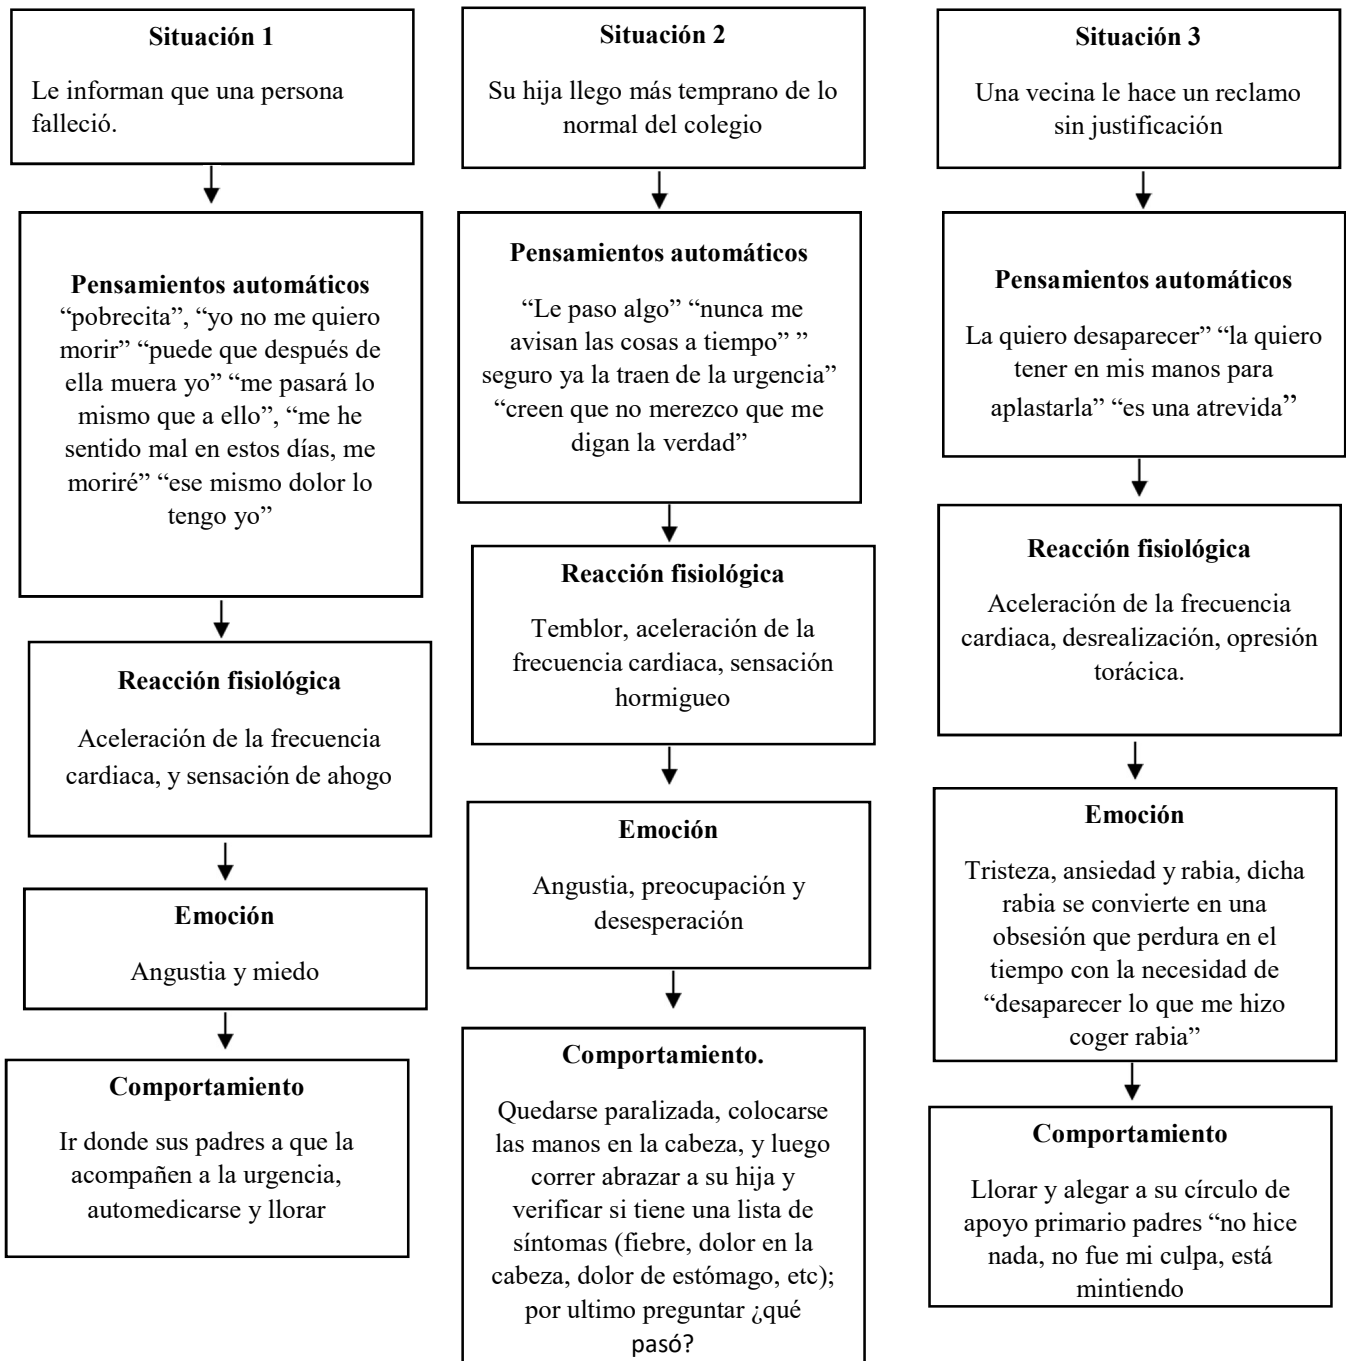 Situación 1
Le informan que una persona
falleció.
Pensamientos automáticos
“pobrecita”, “yo no me quiero
morir” “puede que después de
ella muera yo” “me pasará lo
mismo que a ello”, “me he
sentido mal en estos días, me
moriré” “ese mismo dolor lo
tengo yo”
Reacción fisiológica
Aceleración de la frecuencia
cardiaca, y sensación de ahogo
Emoción
Angustia y miedo
Comportamiento
Ir donde sus padres a que la
acompañen a la urgencia,
automedicarse y llorar
Situación 2
Su hija llego más temprano de lo
normal del colegio
Pensamientos automáticos
“Le paso algo” “nunca me
avisan las cosas a tiempo” ”
seguro ya la traen de la urgencia”
“creen que no merezco que me
digan la verdad”
Reacción fisiológica
Temblor, aceleración de la
frecuencia cardiaca, sensación
hormigueo
Emoción
Angustia, preocupación y
desesperación
Comportamiento.
Quedarse paralizada, colocarse
las manos en la cabeza, y luego
correr abrazar a su hija y
verificar si tiene una lista de
síntomas (fiebre, dolor en la
cabeza, dolor de estómago, etc);
por ultimo preguntar ¿qué
pasó?
Situación 3
Una vecina le hace un reclamo
sin justificación
Pensamientos automáticos
La quiero desaparecer” “la quiero
tener en mis manos para
aplastarla” “es una atrevida”
Reacción fisiológica
Aceleración de la frecuencia
cardiaca, desrealización, opresión
torácica.
Emoción
Tristeza, ansiedad y rabia, dicha
rabia se convierte en una
obsesión que perdura en el
tiempo con la necesidad de
“desaparecer lo que me hizo
coger rabia”
Comportamiento
Llorar y alegar a su círculo de
apoyo primario padres “no hice
nada, no fue mi culpa, está
mintiendo